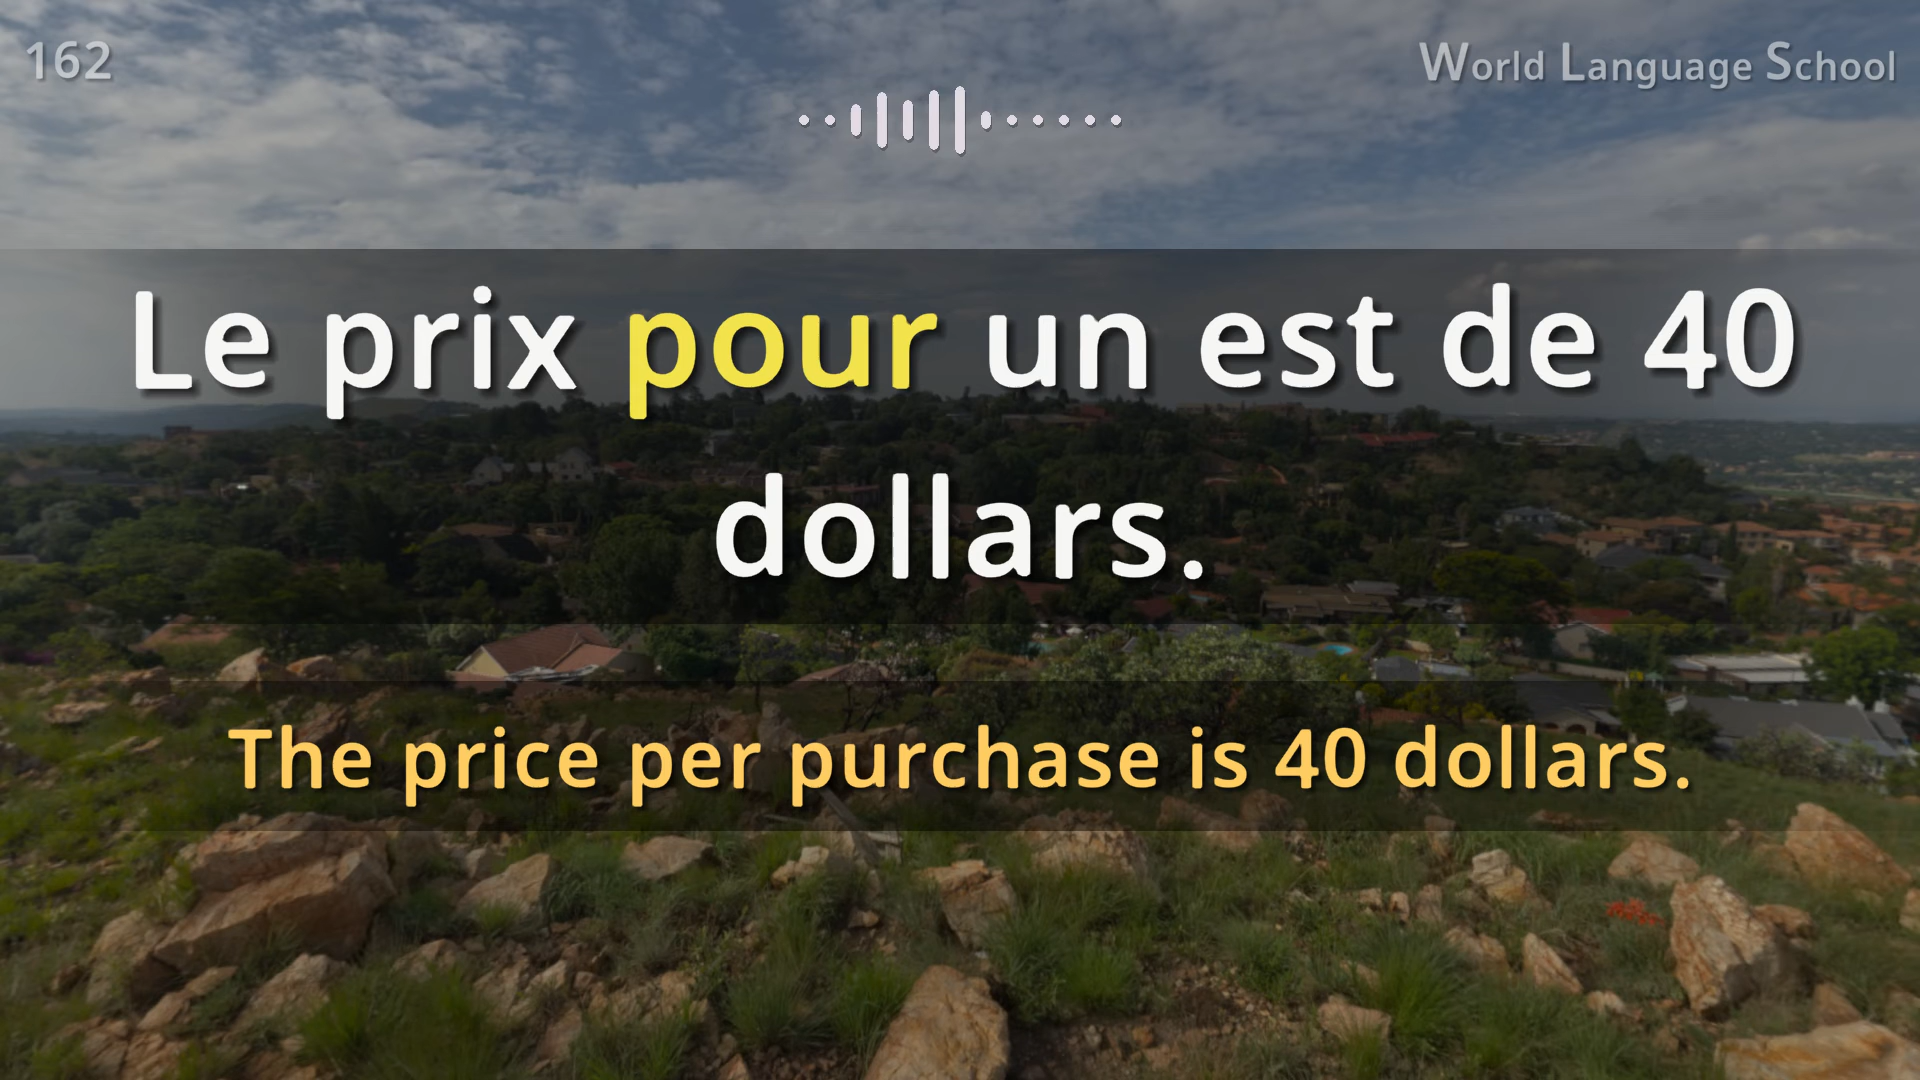 162
World Language School
Le prix pour un est de 40
dollars.
The price per purchase is 40 dollars.